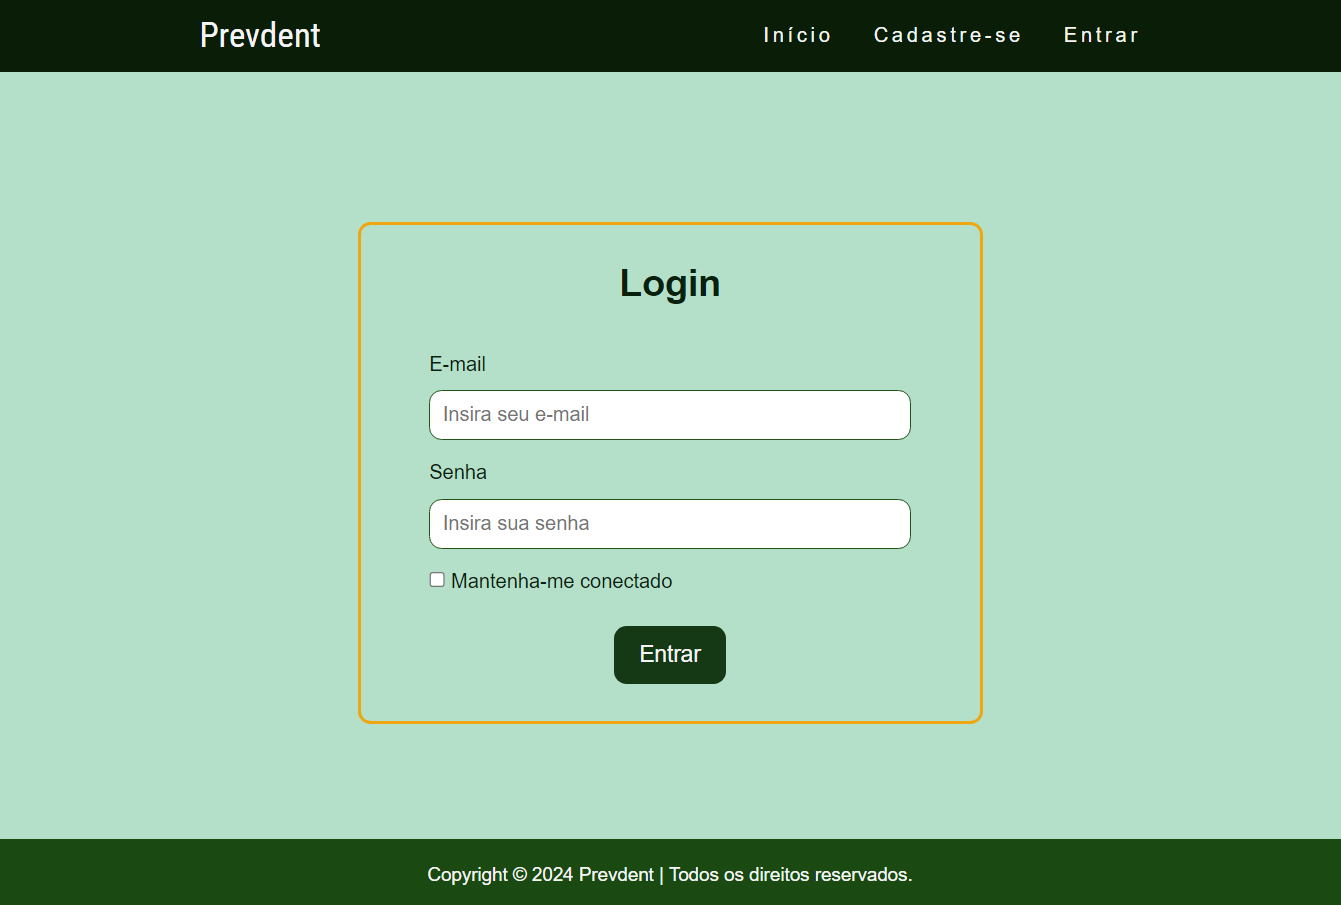 Prevdent
Início Cadastre-se Entrar
Login
E-mail
Insira seu e-mail
Senha
Insira sua senha
Mantenha-me conectado
Entrar
Copyright © 2024 Prevdent | Todos os direitos reservados.